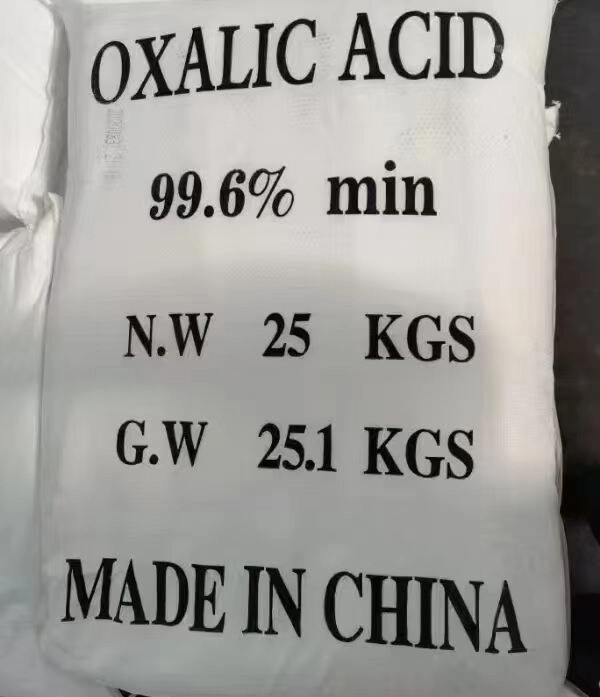 OXALIC ACID
99.6% min
N.W 25 KGS
G.W 25.1 KGS
MADE IN CHINA